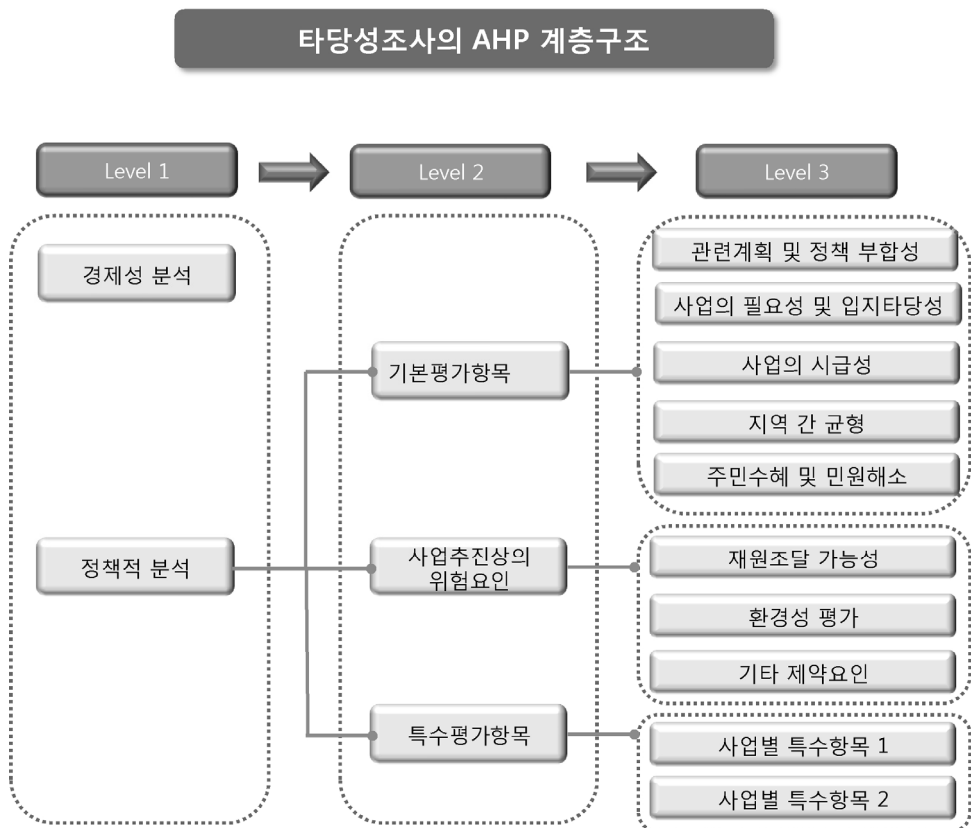 타당성조사의 AHP 계층구조
Level 1
Level 2
Level 3
경제성 분석
정책적 분석
기본평가항목
사업추진상의
위험요인
특수평가항목
관련계획 및 정책 부합성
사업의 필요성 및 입지타당성
사업의 시급성
지역 간 균형
주민수혜 및 민원해소
재원조달 가능성
환경성 평가
기타 제약요인
사업별 특수항목 1
사업별 특수항목 2